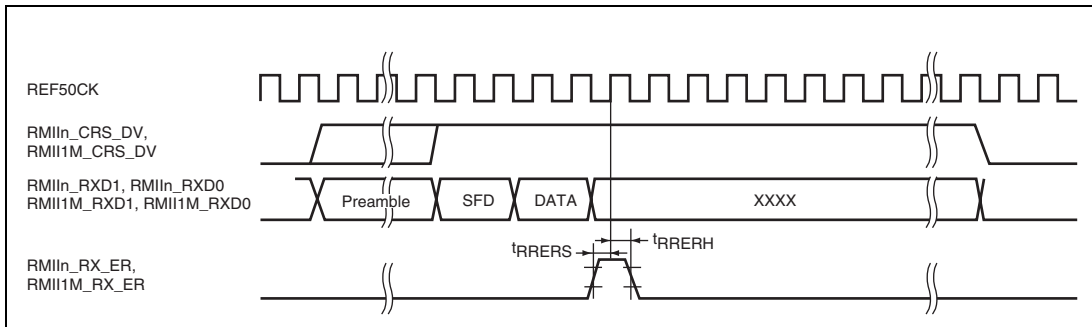 REF50CK
RMIIn_CRS_DV,
RMII1M_CRS_DV
RMIIn_RXD1, RMIIn_RXD0
RMII1M_RXD1, RMII1M_RXD0
Preamble
SFD
DATA
XXXX
tRRERS
tRRERH
RMIIn_RX_ER,
RMII1M_RX_ER